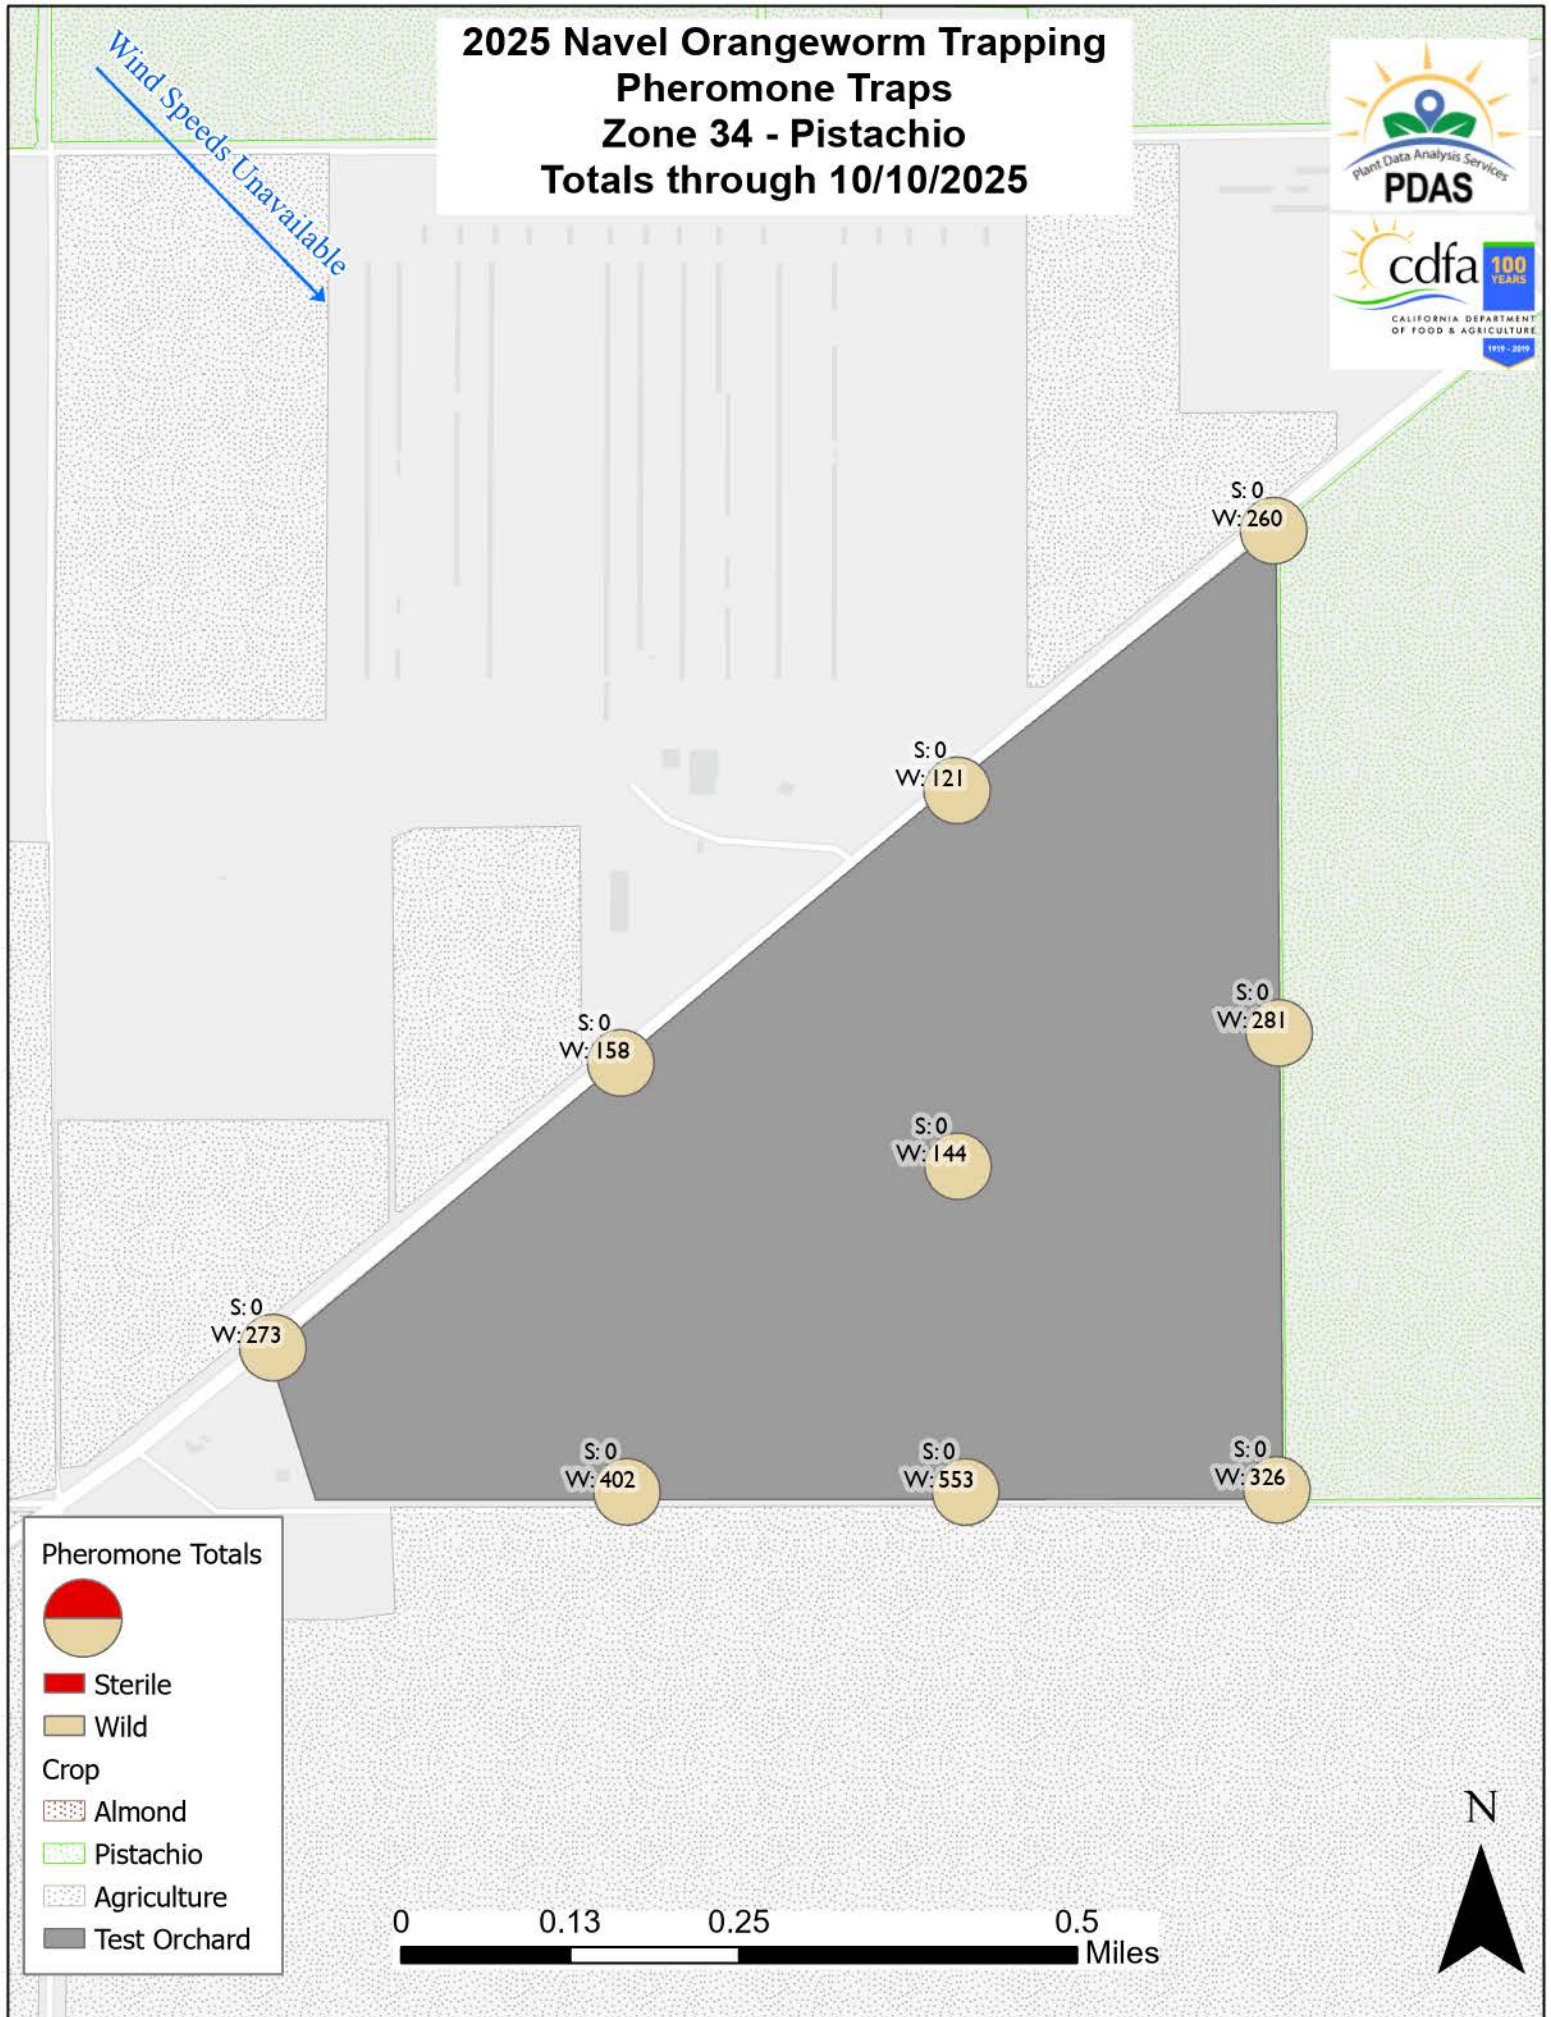 2025 Navel Orangeworm Trapping
Pheromone Traps
Zone 34 - Pistachio
Totals through 10/10/2025
Wind Speeds Unavailable
Plant Data Analysis Services
PDAS
cdfa
100
YEARS
CALIFORNIA DEPARTMENT
OF FOOD & AGRICULTURE
1919 - 2019
S: 0
W: 260
S: 0
W: 121
S: 0
W: 281
S: 0
W: 158
S: 0
W: 144
S: 0
W: 273
S: 0
W: 402
S: 0
W: 553
S: 0
W: 326
Pheromone Totals
Sterile
Wild
Crop
Almond
Pistachio
Agriculture
Test Orchard
0 0.13 0.25 0.5
Miles
N